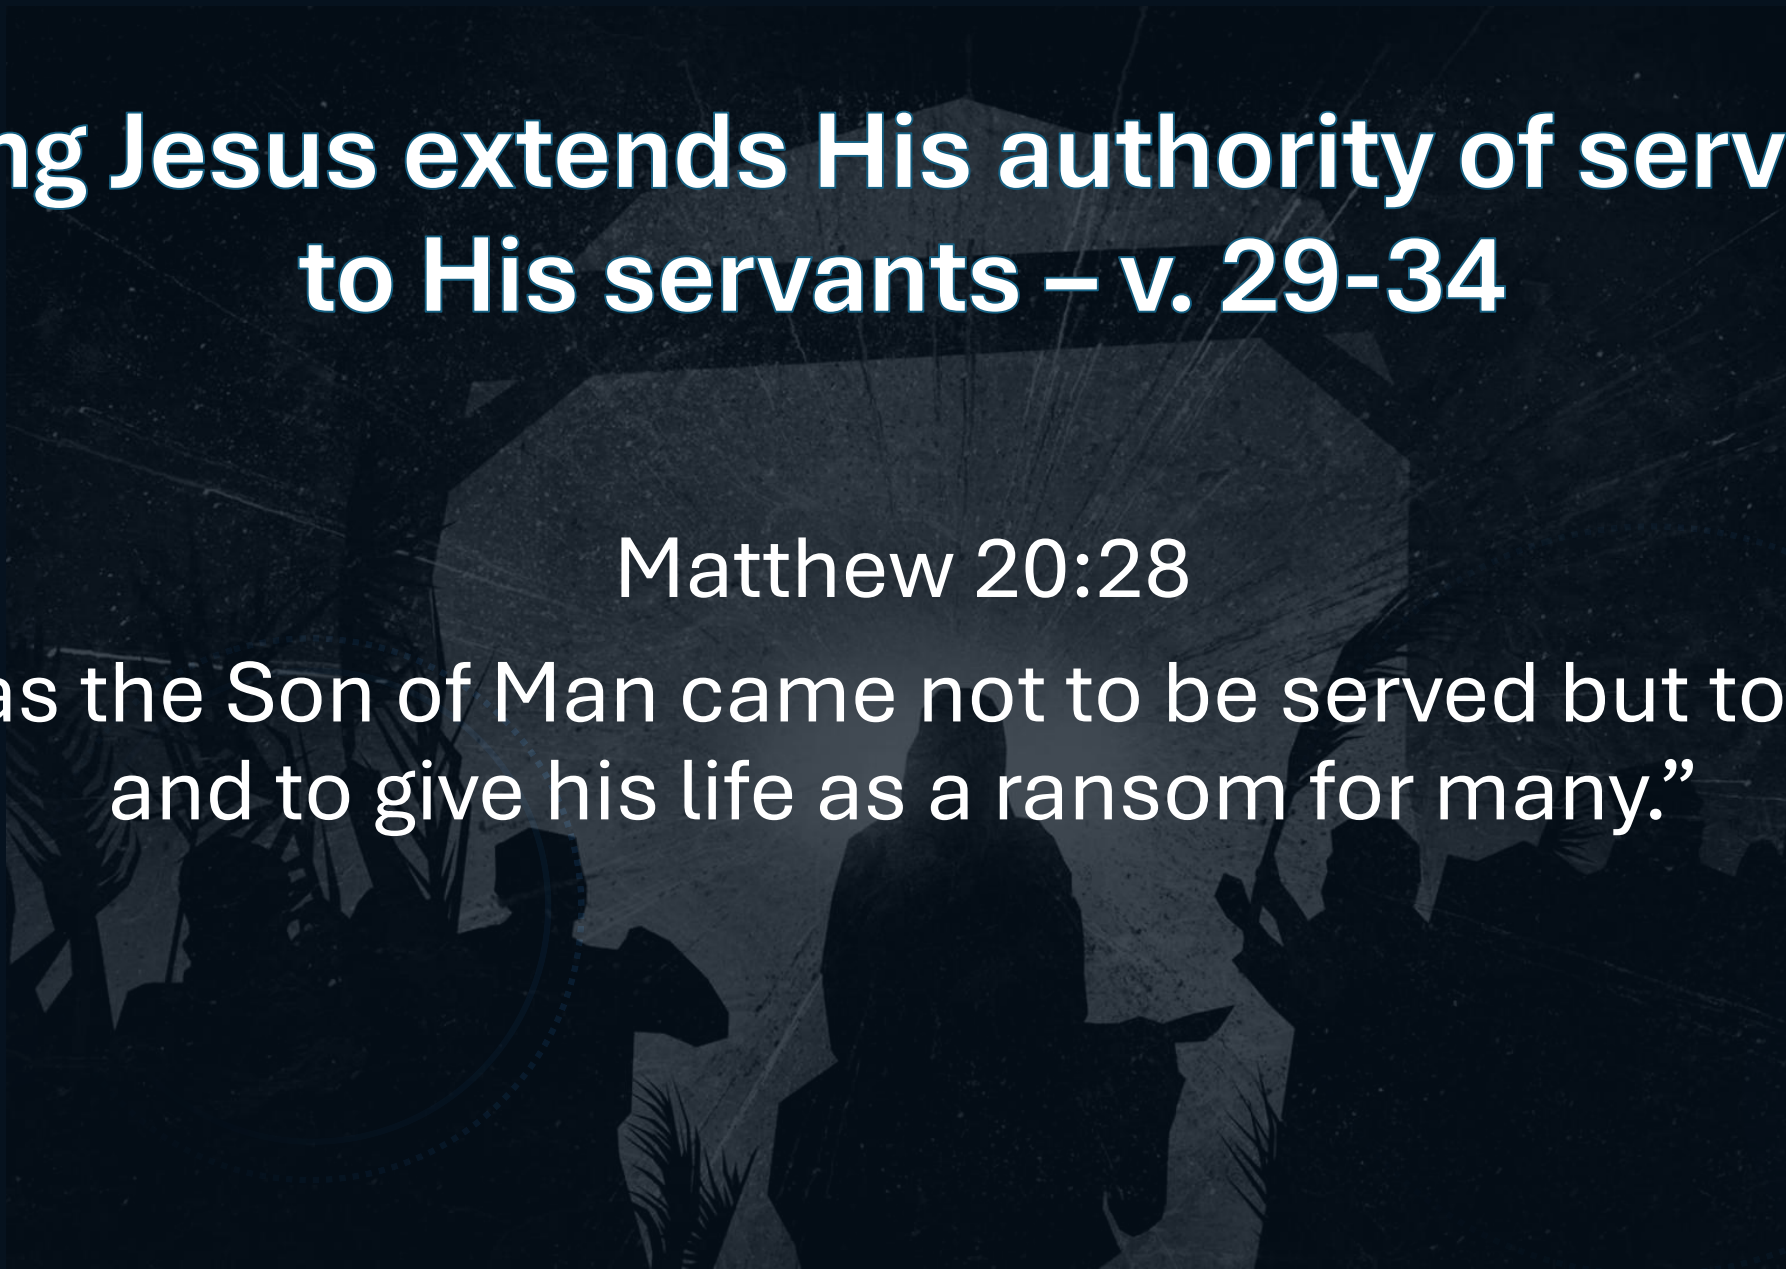 ng Jesus extends His authority of serv
to His servants – v. 29-34
Matthew 20:28
as the Son of Man came not to be served but to
and to give his life as a ransom for many.”